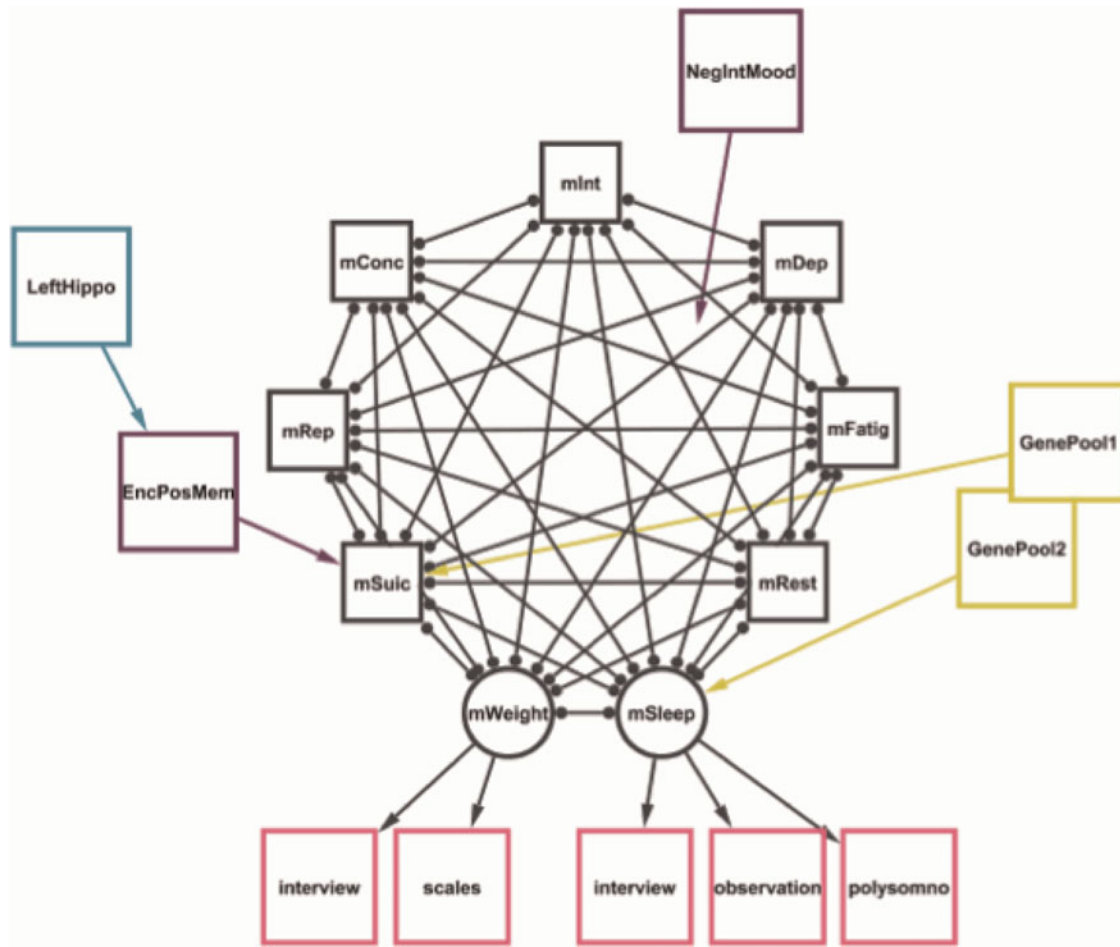 NegIntMood
mInt
mConc
mDep
LeftHippo
mRep
mFatig
GenePool1
EncPosMem
GenePool2
mSuic
mRest
mWeight
mSleep
interview
scales
interview
observation
polysomno